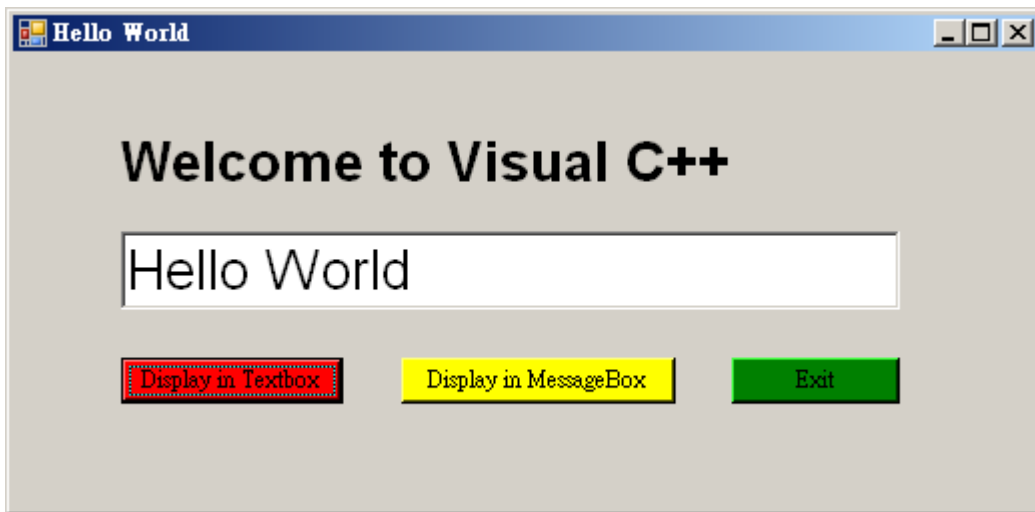 Hello World
Welcome to Visual C++
Hello World
Display in Textbox Display in MessageBox Exit